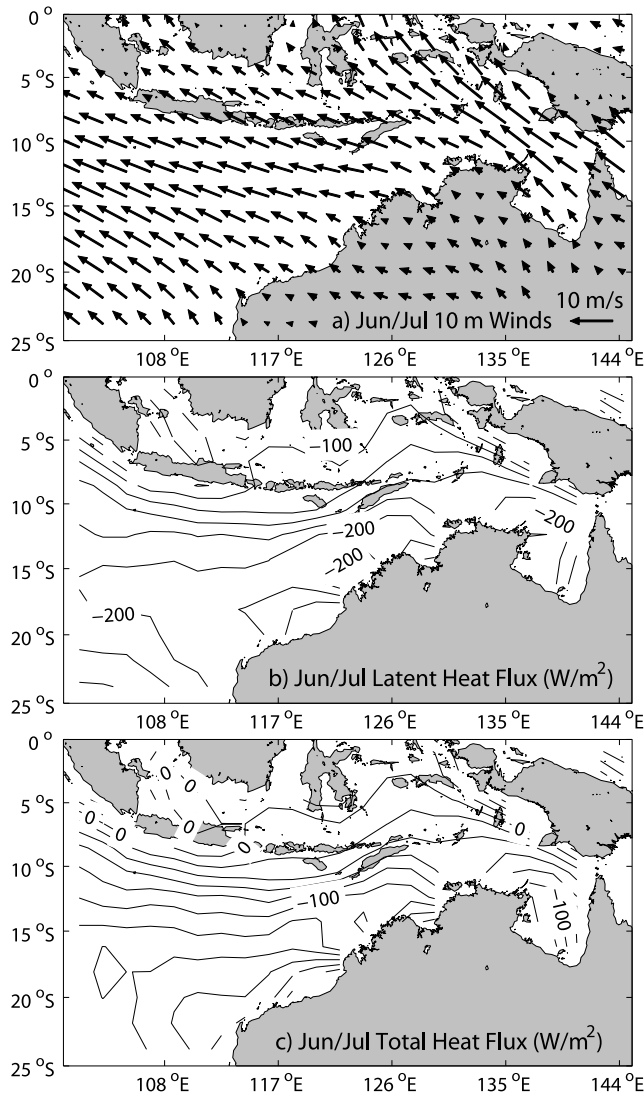 0 °
5 °S
10 °S
15 °S
20 °S
25 °S
10 m/s
a) Jun/Jul 10 m Winds
108 °E
117 °E
126 °E
135 °E
144 °E
0 °
5 °S
10 °S
15 °S
20 °S
25 °S
−100
−200
−200
−200
−200
b) Jun/Jul Latent Heat Flux (W/m²)
108 °E
117 °E
126 °E
135 °E
144 °E
0 °
5 °S
10 °S
15 °S
20 °S
25 °S
0
0
0
0
0
0
0
−100
−100
c) Jun/Jul Total Heat Flux (W/m²)
108 °E
117 °E
126 °E
135 °E
144 °E